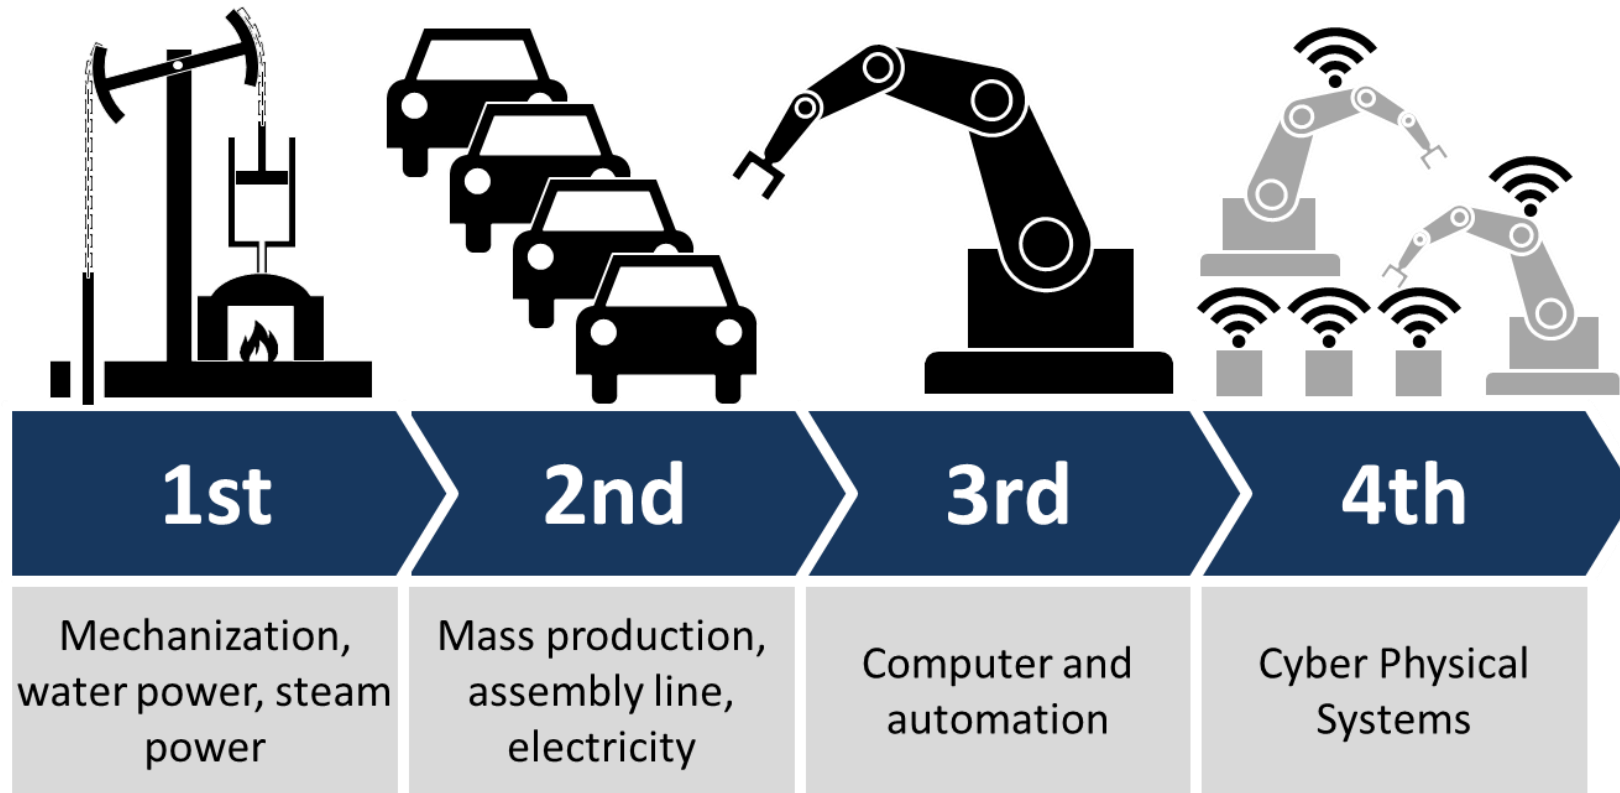 1st
2nd
3rd
4th
Mechanization,
water power, steam
power
Mass production,
assembly line,
electricity
Computer and
automation
Cyber Physical
Systems